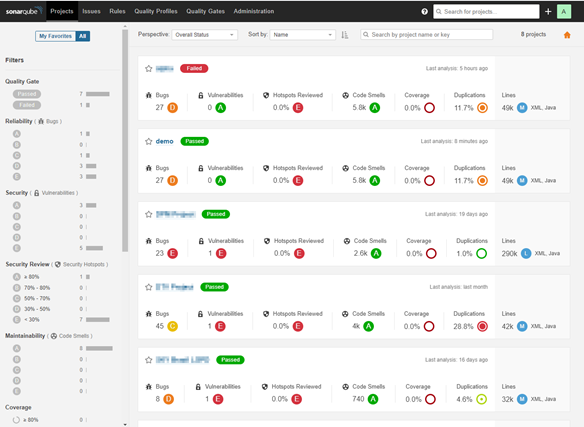 sonarqube Projects Issues Rules Quality Profiles Quality Gates Administration Search for projects... A
My Favorites All
Perspective: Overall Status Sort by: Name Search by project name or key 8 projects
Filters
Quality Gate
Passed 7
Failed 1
Reliability ( Bugs )
A 1
B 0
C 1
D 3
E 3
Security ( Vulnerabilities )
A 3
B 0
C 0
D 0
E 5
Security Review ( Security Hotspots )
A ≥ 80% 1
B 70% - 80% 0
C 50% - 70% 0
D 30% - 50% 0
E < 30% 7
Maintainability ( Code Smells )
A 8
B 0
C 0
D 0
E 0
Coverage
≥ 80% 0
Failed Last analysis: 5 hours ago
Bugs Vulnerabilities Hotspots Reviewed Code Smells Coverage Duplications Lines
27 D 0 A 0.0% E 5.8k A 0.0% 11.7% 49k M XML, Java
demo Passed Last analysis: 8 minutes ago
Bugs Vulnerabilities Hotspots Reviewed Code Smells Coverage Duplications Lines
27 D 0 A 0.0% E 5.8k A 0.0% 11.7% 49k M XML, Java
Passed Last analysis: 19 days ago
Bugs Vulnerabilities Hotspots Reviewed Code Smells Coverage Duplications Lines
23 E 1 E 0.0% E 2.6k A 0.0% 1.0% 290k L XML, Java
Passed Last analysis: last month
Bugs Vulnerabilities Hotspots Reviewed Code Smells Coverage Duplications Lines
45 C 1 E 0.0% E 4k A 0.0% 28.8% 42k M XML, Java
Passed Last analysis: 16 days ago
Bugs Vulnerabilities Hotspots Reviewed Code Smells Coverage Duplications Lines
8 D 1 E 0.0% E 740 A 0.0% 4.6% 32k M XML, Java